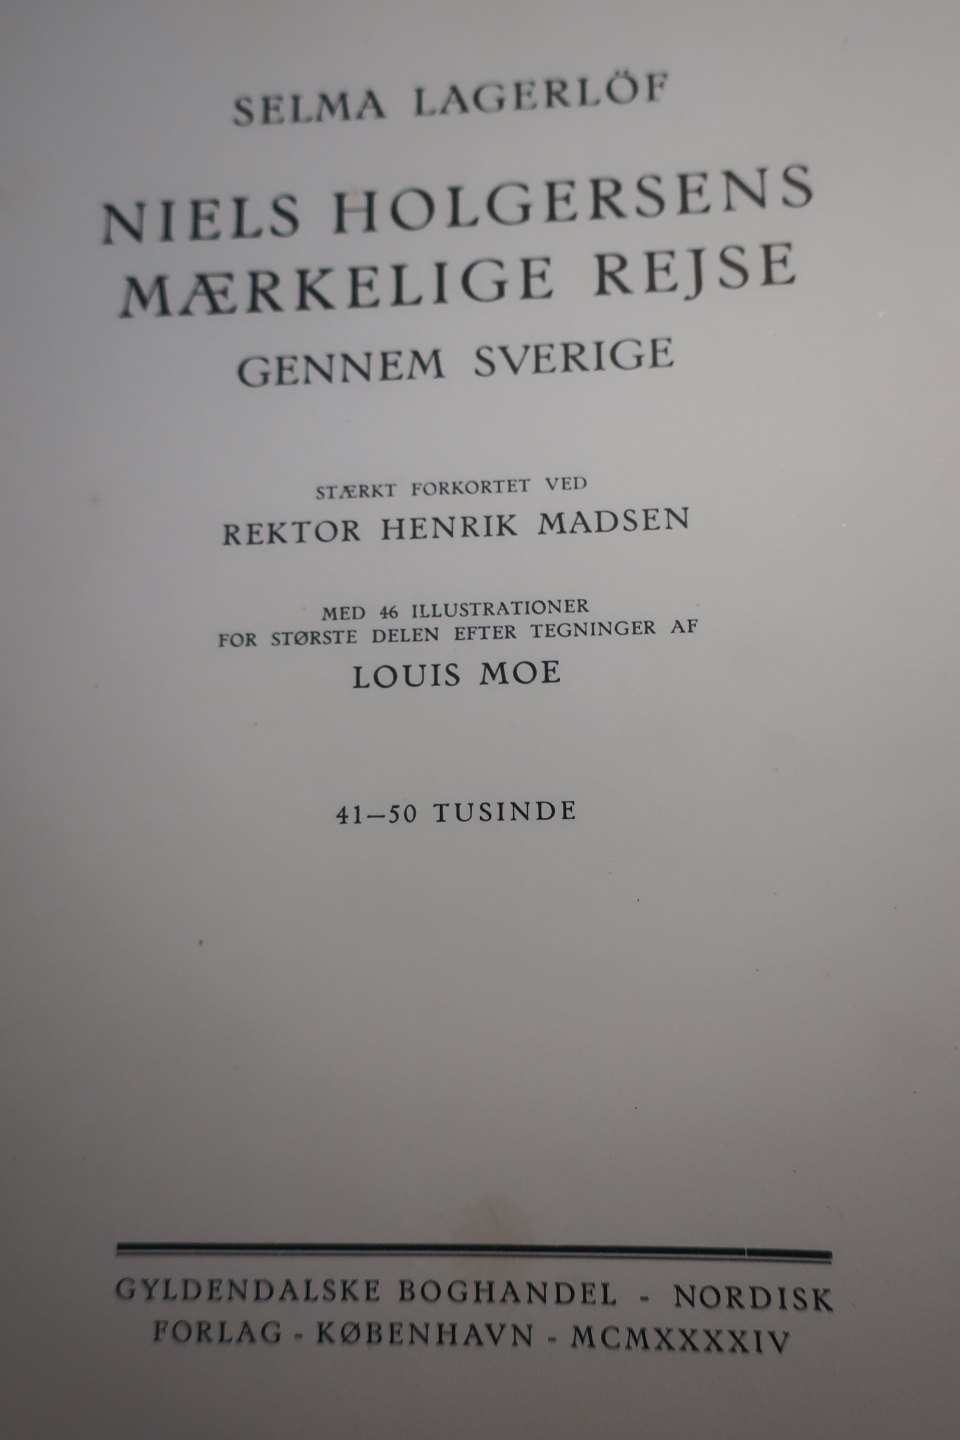 SELMA LAGERLÖF
NIELS HOLGERSENS
MÆRKELIGE REJSE
GENNEM SVERIGE
STÆRKT FORKORTET VED
REKTOR HENRIK MADSEN
MED 46 ILLUSTRATIONER
FOR STØRSTE DELEN EFTER TEGNINGER AF
LOUIS MOE
41—50 TUSINDE
GYLDENDALSKE BOGHANDEL - NORDISK
FORLAG - KØBENHAVN - MCMXXXXIV